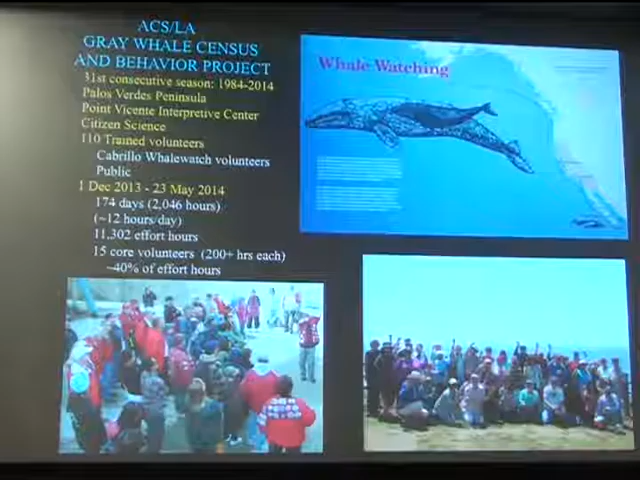 ACS/LA
GRAY WHALE CENSUS
AND BEHAVIOR PROJECT
31st consecutive season: 1984-2014
Palos Verdes Peninsula
Point Vicente Interpretive Center
Citizen Science
110 Trained volunteers
Cabrillo Whalewatch volunteers
Public
1 Dec 2013 - 23 May 2014
174 days (2,046 hours)
(~12 hours/day)
11,302 effort hours
15 core volunteers (200+ hrs each)
~40% of effort hours
Whale Watching